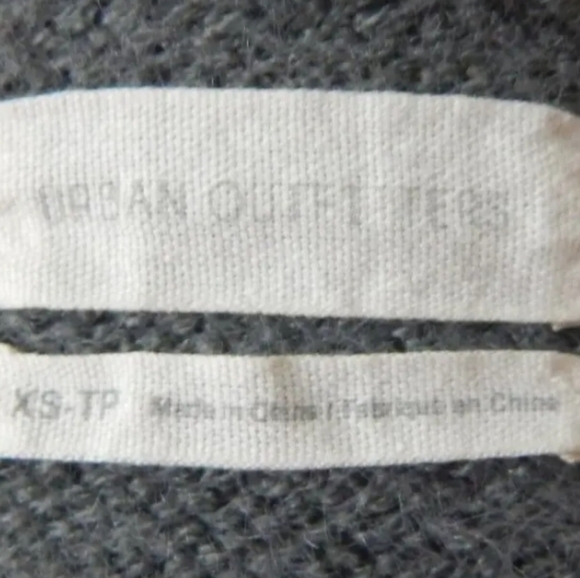 URBAN OUTFITTERS
XS-TP Made in China / Fabriqué en Chine